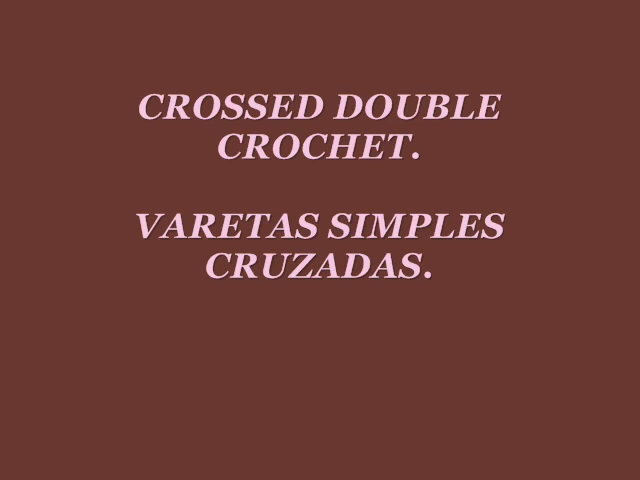 CROSSED DOUBLE
CROCHET.
VARETAS SIMPLES
CRUZADAS.